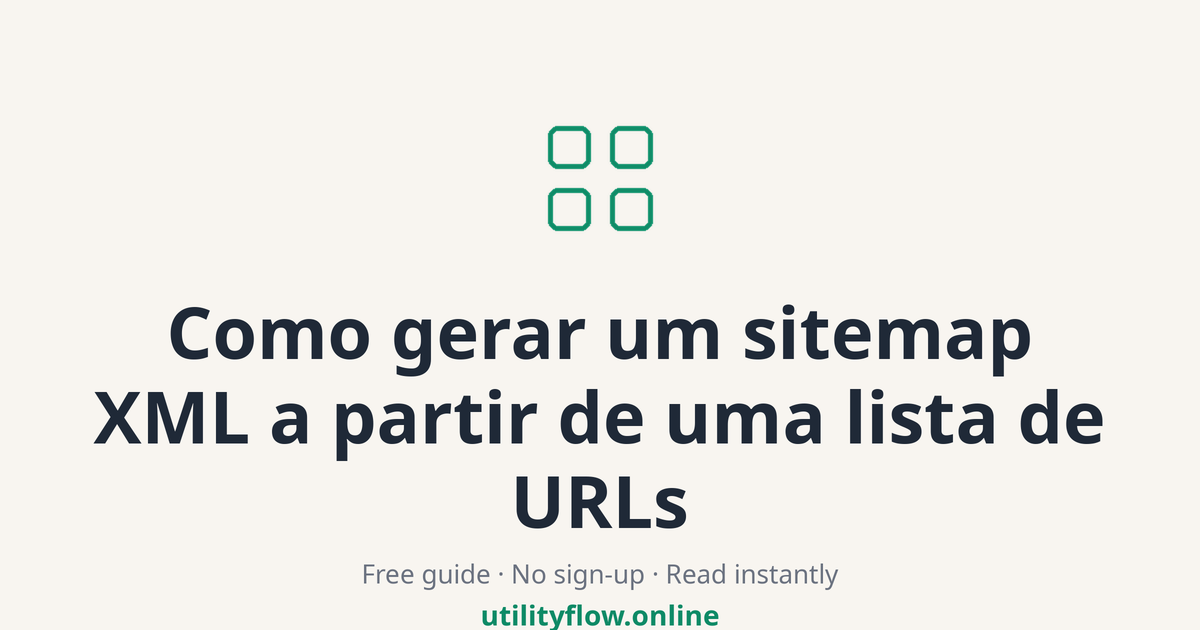 Como gerar um sitemap
XML a partir de uma lista de
URLs
Free guide · No sign-up · Read instantly
utilityflow.online